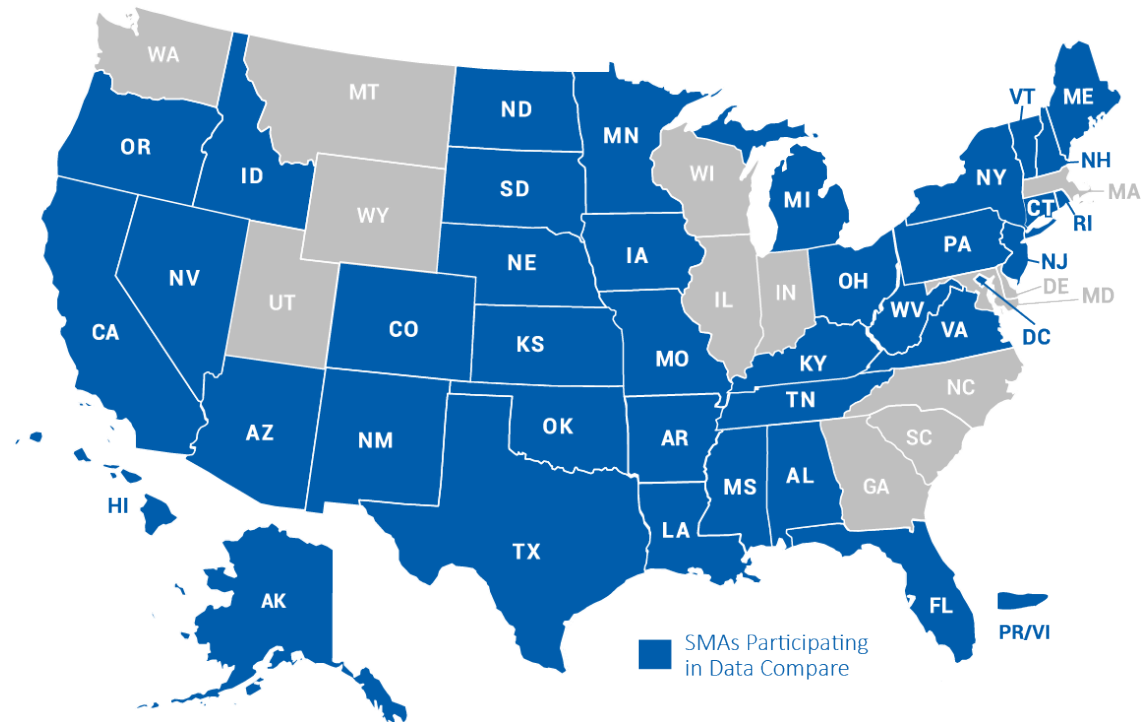 WA
MT
ND
MN
VT
ME
OR
ID
SD
WI
MI
NY
NH
MA
WY
CT
RI
NV
NE
IA
PA
NJ
UT
IL
IN
OH
DE
MD
CA
CO
KS
MO
WV
VA
DC
KY
AZ
NM
OK
AR
TN
NC
SC
MS
AL
GA
HI
LA
TX
AK
FL
PR/VI
SMAs Participating
in Data Compare